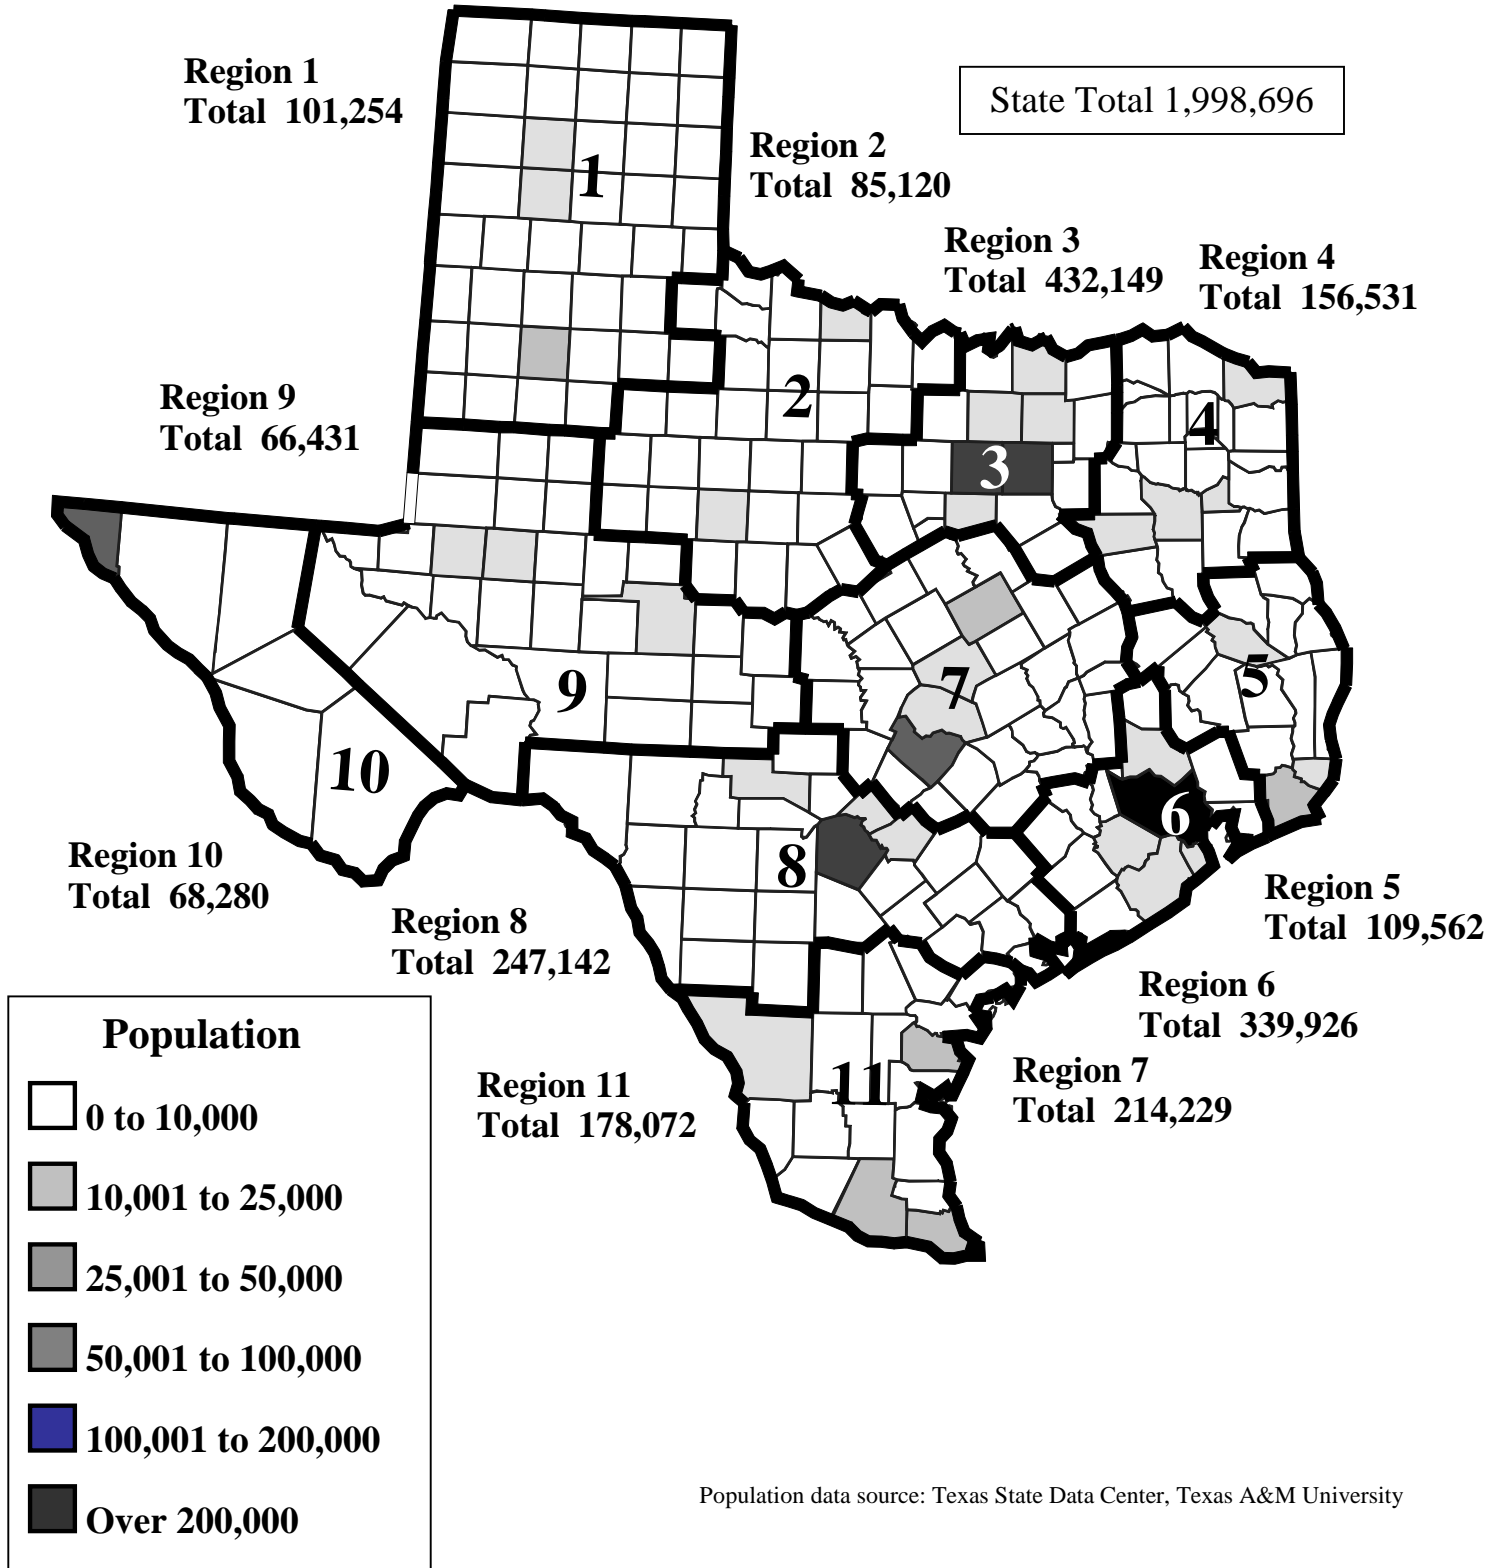 Region 1
Total 101,254
State Total 1,998,696
Region 2
Total 85,120
Region 3
Total 432,149
Region 4
Total 156,531
Region 9
Total 66,431
1
2
3
4
5
6
7
8
9
10
11
Region 10
Total 68,280
Region 8
Total 247,142
Region 5
Total 109,562
Region 6
Total 339,926
Region 7
Total 214,229
Region 11
Total 178,072
Population
0 to 10,000
10,001 to 25,000
25,001 to 50,000
50,001 to 100,000
100,001 to 200,000
Over 200,000
Population data source: Texas State Data Center, Texas A&M University